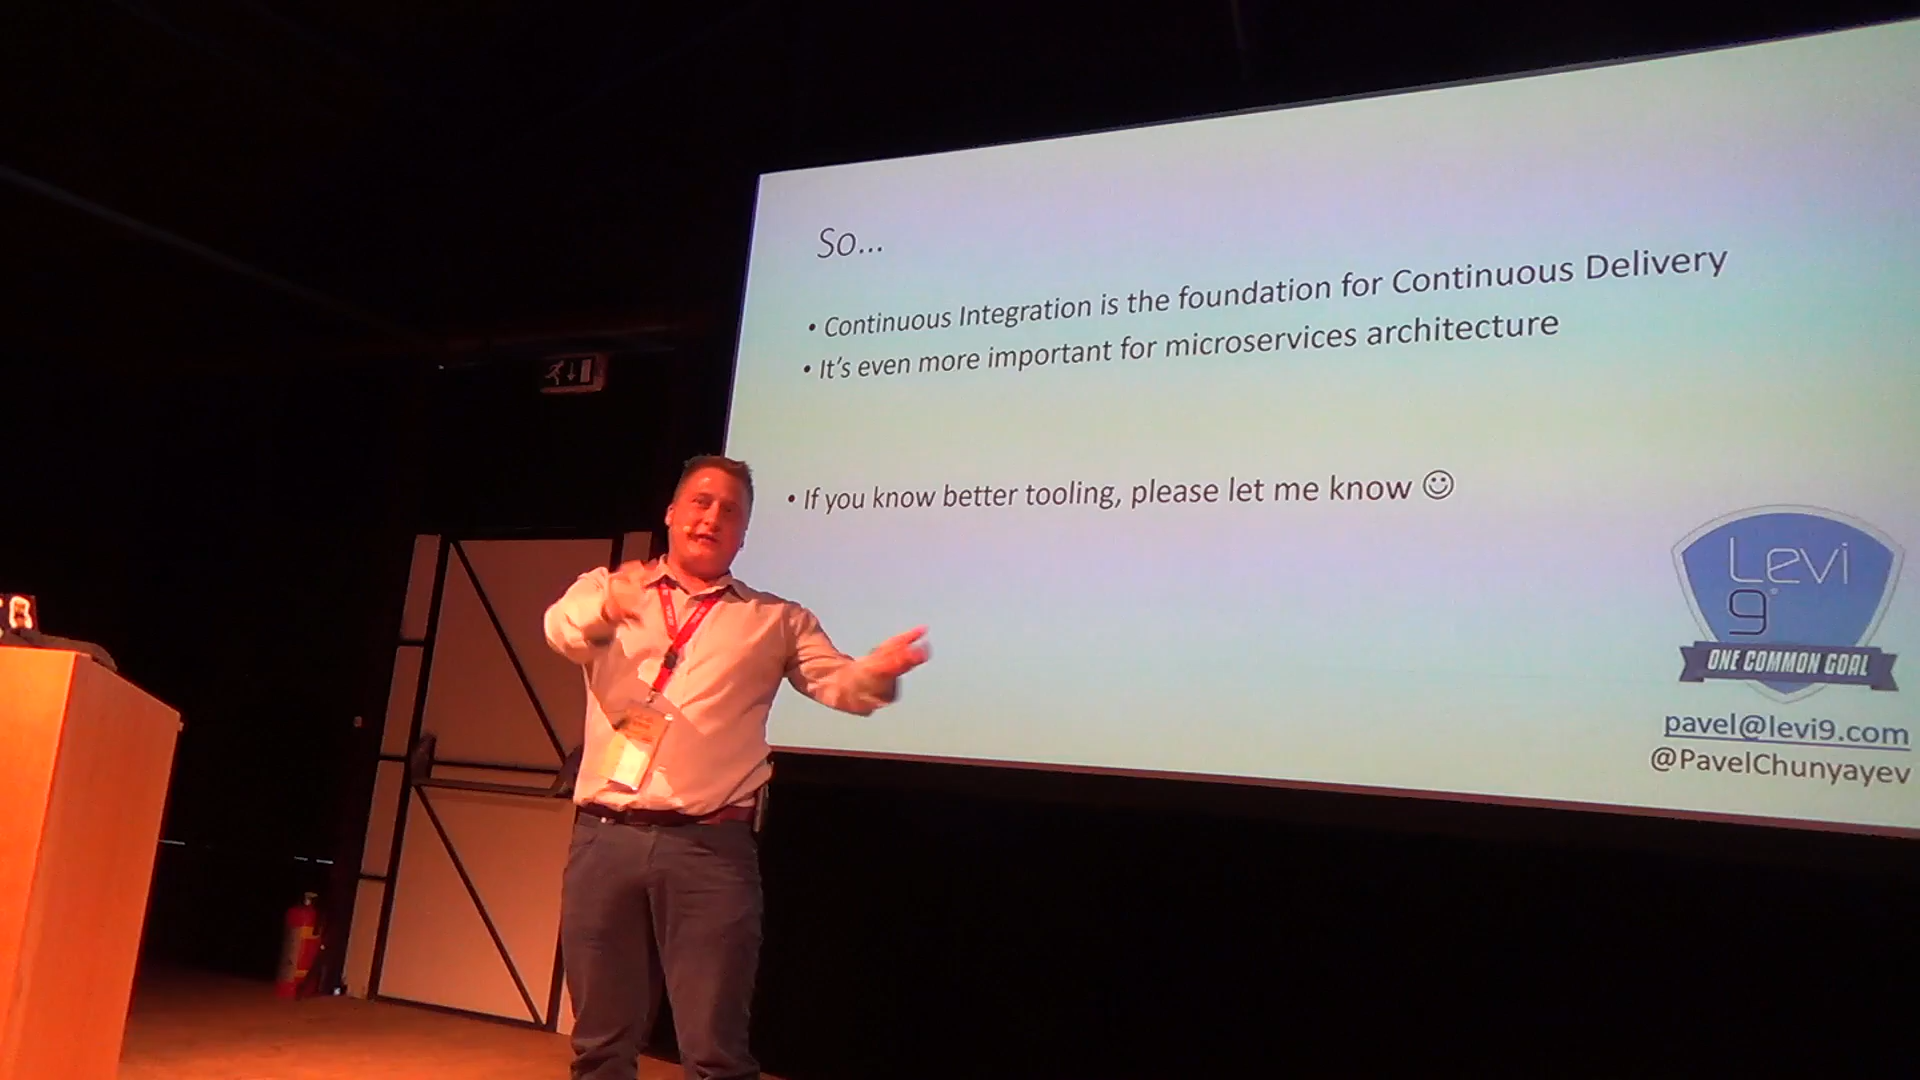 So...
• Continuous Integration is the foundation for Continuous Delivery
• It's even more important for microservices architecture
• If you know better tooling, please let me know ☺
Levi
9
ONE COMMON GOAL
pavel@levi9.com
@PavelChunyayev